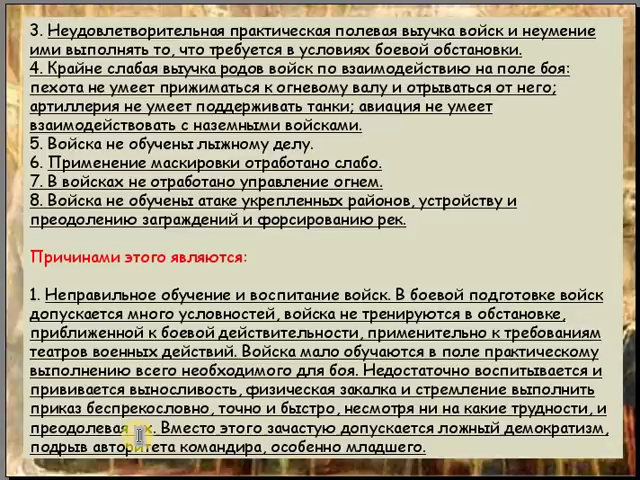 3. Неудовлетворительная практическая полевая выучка войск и неумение
ими выполнять то, что требуется в условиях боевой обстановки.
4. Крайне слабая выучка родов войск по взаимодействию на поле боя:
пехота не умеет прижиматься к огневому валу и отрываться от него;
артиллерия не умеет поддерживать танки; авиация не умеет
взаимодействовать с наземными войсками.
5. Войска не обучены лыжному делу.
6. Применение маскировки отработано слабо.
7. В войсках не отработано управление огнем.
8. Войска не обучены атаке укрепленных районов, устройству и
преодолению заграждений и форсированию рек.
Причинами этого являются:
1. Неправильное обучение и воспитание войск. В боевой подготовке войск
допускается много условностей, войска не тренируются в обстановке,
приближенной к боевой действительности, применительно к требованиям
театров военных действий. Войска мало обучаются в поле практическому
выполнению всего необходимого для боя. Недостаточно воспитывается и
прививается выносливость, физическая закалка и стремление выполнить
приказ беспрекословно, точно и быстро, несмотря ни на какие трудности, и
преодолевая их. Вместо этого зачастую допускается ложный демократизм,
подрыв авторитета командира, особенно младшего.